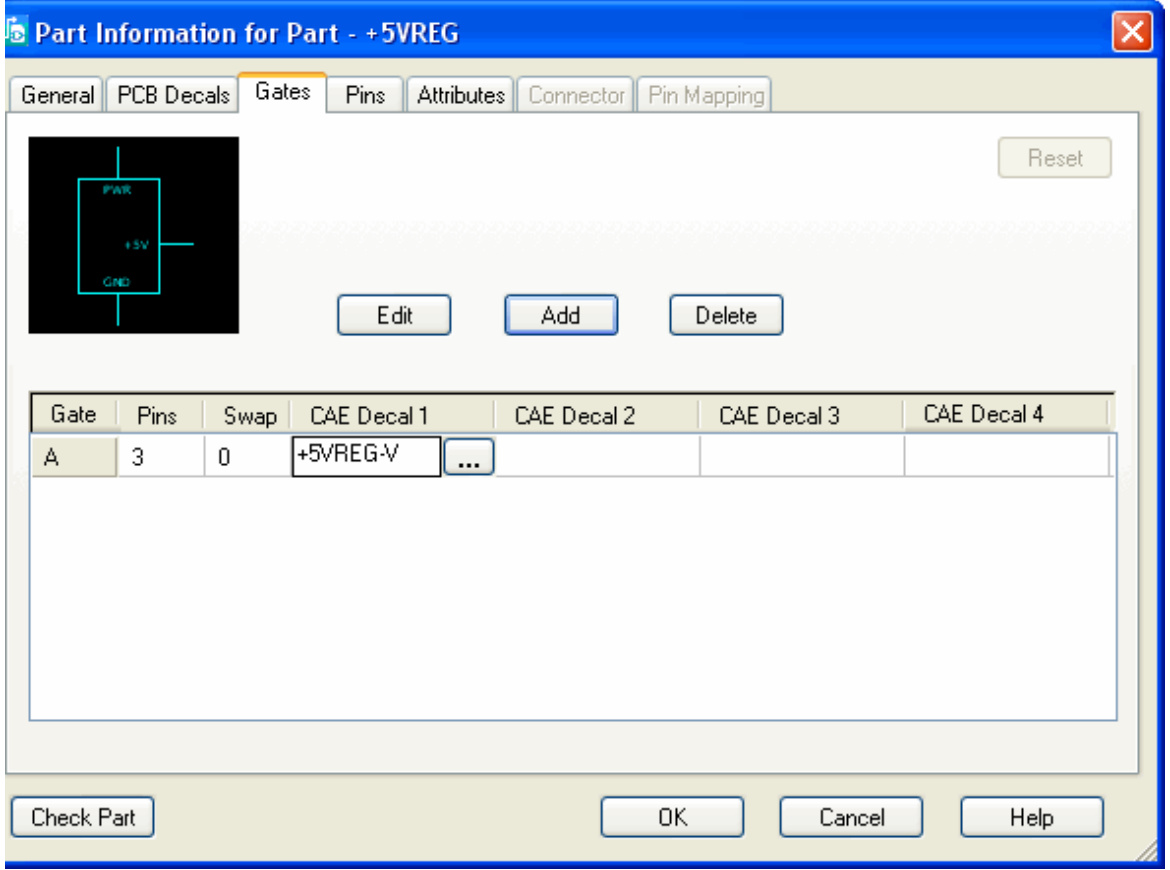 Part Information for Part - +5VREG
General PCB Decals Gates Pins Attributes Connector Pin Mapping
Reset
PWR
+5V
GND
Edit Add Delete
Gate Pins Swap CAE Decal 1 CAE Decal 2 CAE Decal 3 CAE Decal 4
A 3 0 +5VREG-V ...
Check Part OK Cancel Help